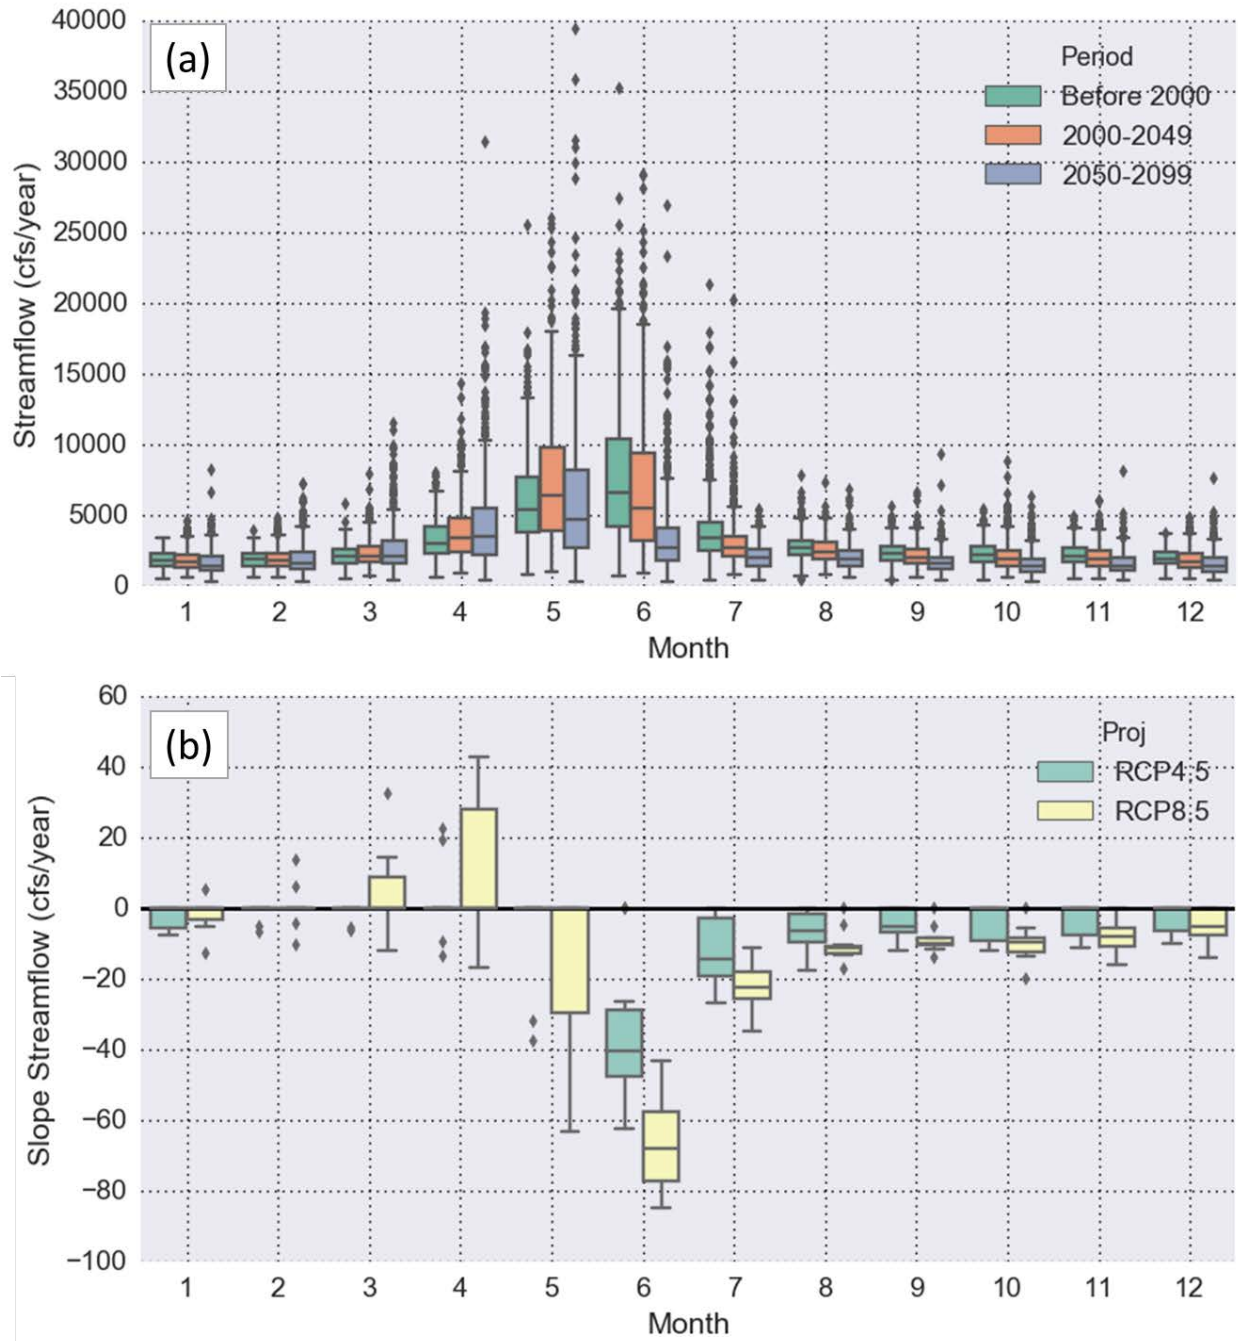 (a)
Streamflow (cfs/year)
40000
35000
30000
25000
20000
15000
10000
5000
0
Period
Before 2000
2000-2049
2050-2099
1 2 3 4 5 6 7 8 9 10 11 12
Month
(b)
Slope Streamflow (cfs/year)
60
40
20
0
−20
−40
−60
−80
−100
Proj
RCP4.5
RCP8.5
1 2 3 4 5 6 7 8 9 10 11 12
Month